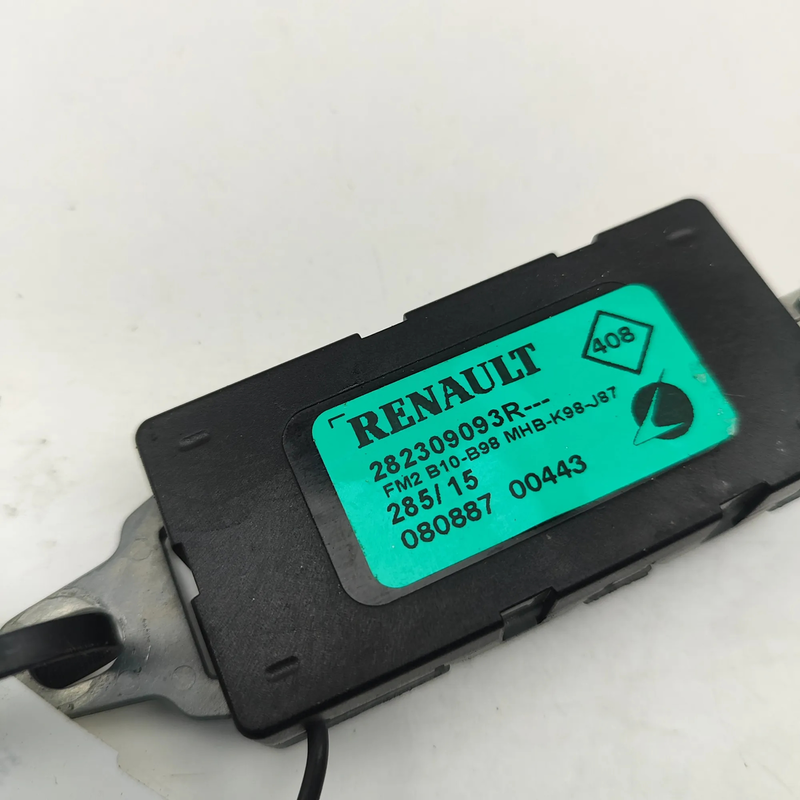 RENAULT
408
282309093R---
FM2 B10-B98 MHB-K98-J87
285/15
080887 00443